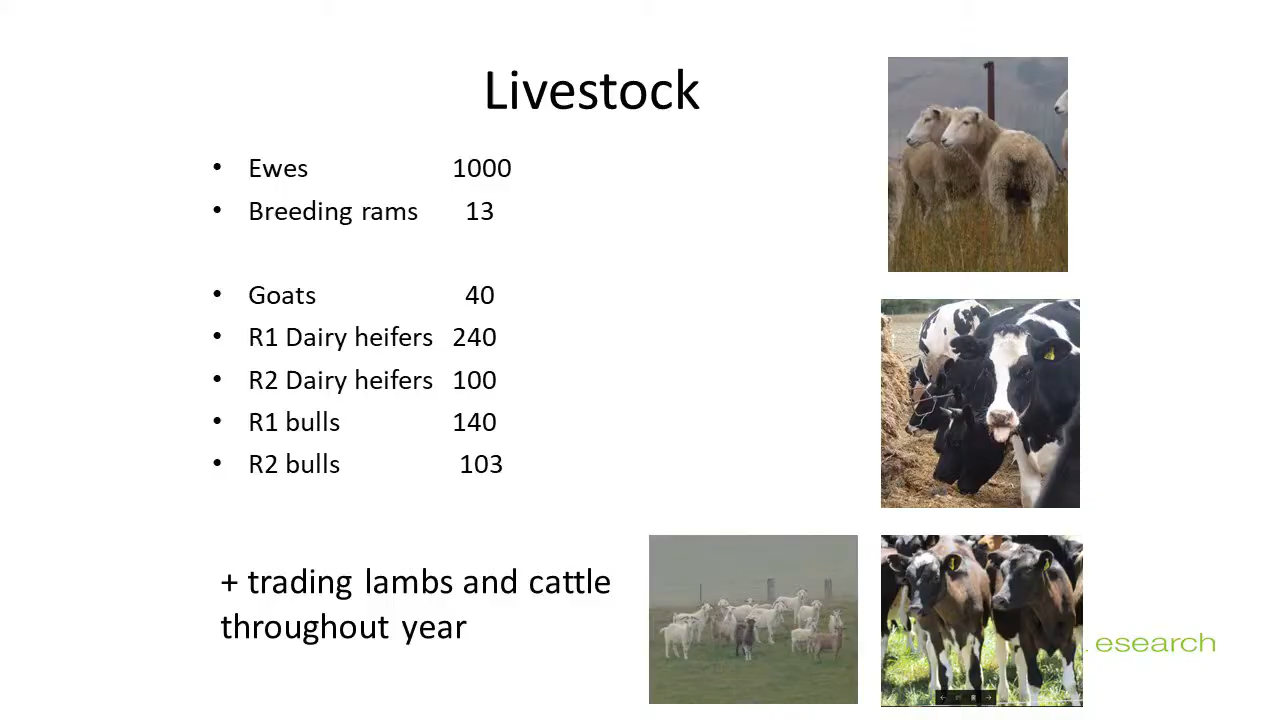 Livestock
• Ewes 1000
• Breeding rams 13
• Goats 40
• R1 Dairy heifers 240
• R2 Dairy heifers 100
• R1 bulls 140
• R2 bulls 103
+ trading lambs and cattle
throughout year
esearch